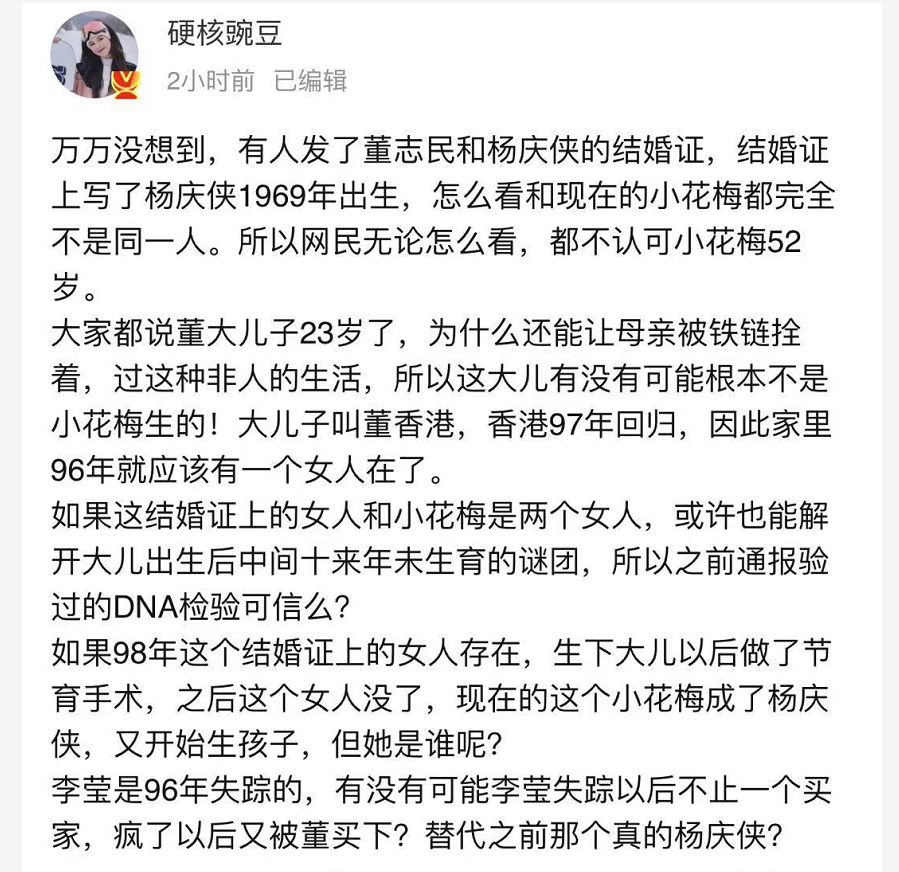 硬核豌豆
2小时前 已编辑
万万没想到，有人发了董志民和杨庆侠的结婚证，结婚证
上写了杨庆侠1969年出生，怎么看和现在的小花梅都完全
不是同一人。所以网民无论怎么看，都不认可小花梅52
岁。
大家都说董大儿子23岁了，为什么还能让母亲被铁链拴
着，过这种非人的生活，所以这大儿有没有可能根本不是
小花梅生的！大儿子叫董香港，香港97年回归，因此家里
96年就应该有一个女人在了。
如果这结婚证上的女人和小花梅是两个女人，或许也能解
开大儿出生后中间十来年未生育的谜团，所以之前通报验
过的DNA检验可信么？
如果98年这个结婚证上的女人存在，生下大儿以后做了节
育手术，之后这个女人没了，现在的这个小花梅成了杨庆
侠，又开始生孩子，但她是谁呢？
李莹是96年失踪的，有没有可能李莹失踪以后不止一个买
家，疯了以后又被董买下？替代之前那个真的杨庆侠？